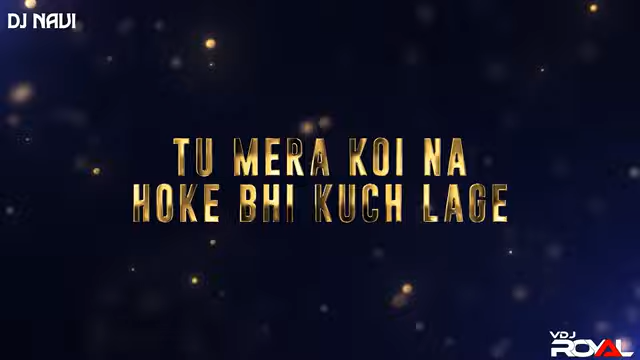 DJ NAVI
TU MERA KOI NA
HOKE BHI KUCH LAGE
VDJ
ROYAL